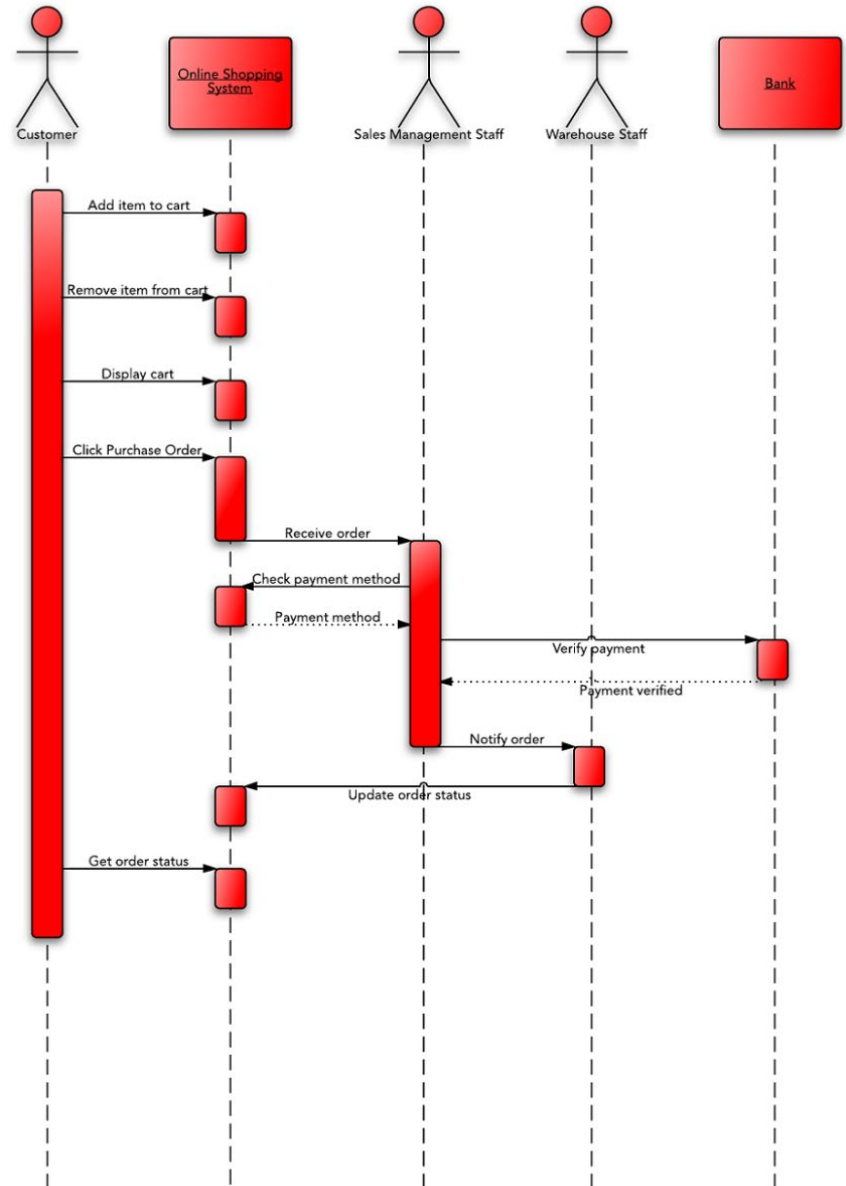 Online Shopping
System
Bank
Customer
Sales Management Staff
Warehouse Staff
Add item to cart
Remove item from cart
Display cart
Click Purchase Order
Receive order
Check payment method
Payment method
Verify payment
Payment verified
Notify order
Update order status
Get order status